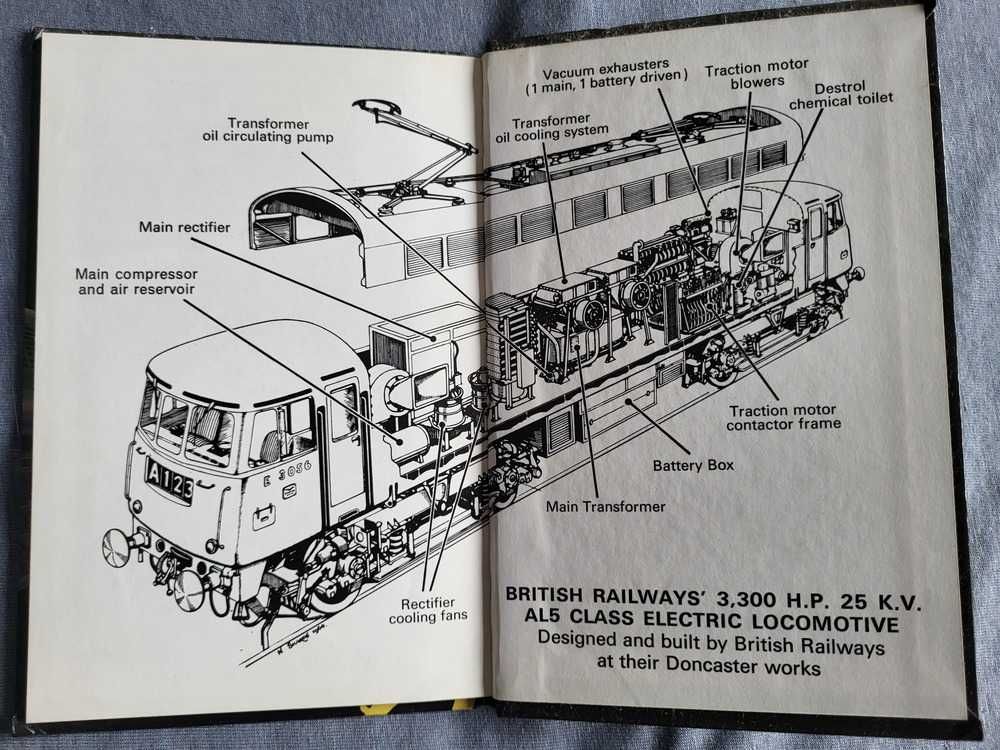 Vacuum exhausters
(1 main, 1 battery driven)
Traction motor
blowers
Destrol
chemical toilet
Transformer
oil circulating pump
Transformer
oil cooling system
Main rectifier
Main compressor
and air reservoir
A123
E 3056
Traction motor
contactor frame
Battery Box
Main Transformer
Rectifier
cooling fans
BRITISH RAILWAYS' 3,300 H.P. 25 K.V.
AL5 CLASS ELECTRIC LOCOMOTIVE
Designed and built by British Railways
at their Doncaster works